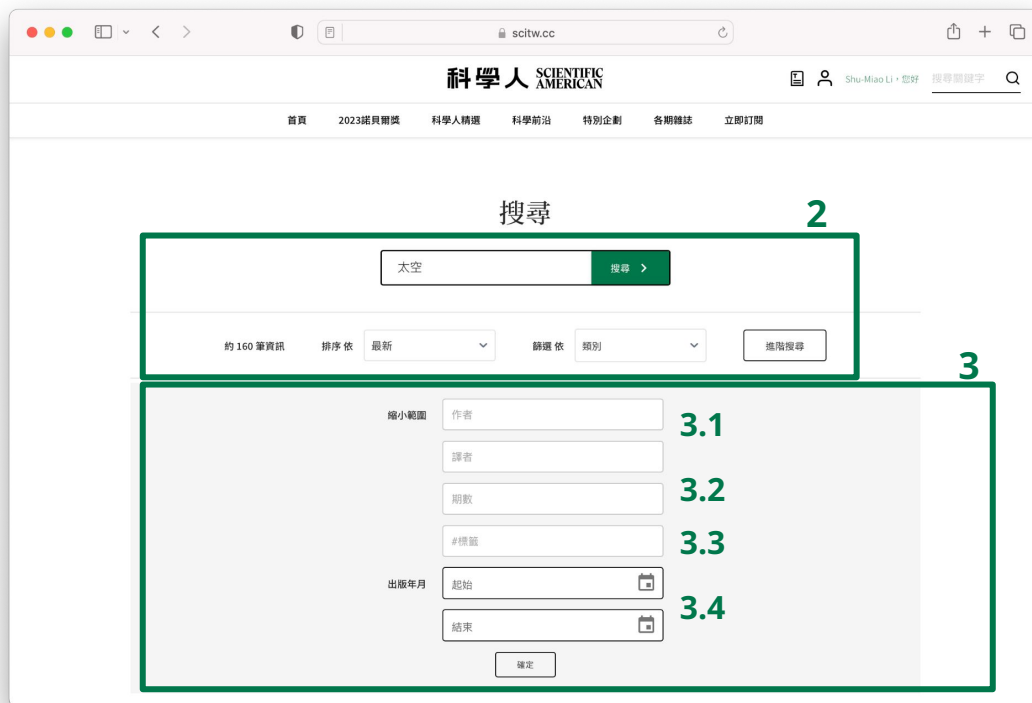 scitw.cc
科學人 SCIENTIFIC AMERICAN
Shu-Miao Li，您好 搜尋關鍵字
首頁 2023諾貝爾獎 科學人精選 科學前沿 特別企劃 各期雜誌 立即訂閱
搜尋
2
太空 搜尋
約 160 筆資訊 排序 依 最新 篩選 依 類別 進階搜尋
3
縮小範圍 作者
3.1
譯者
期數 3.2
#標籤 3.3
出版年月 起始
3.4
結束
確定